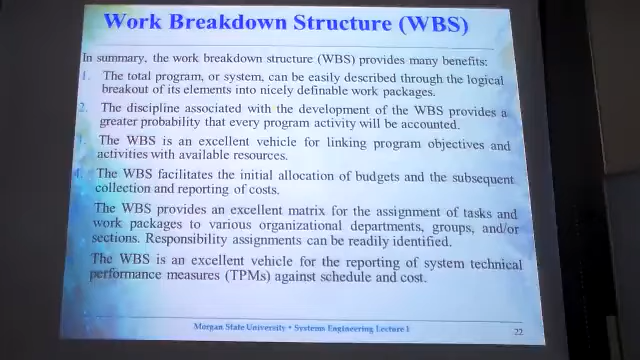 Work Breakdown Structure (WBS)
In summary, the work breakdown structure (WBS) provides many benefits:
1. The total program, or system, can be easily described through the logical
breakout of its elements into nicely definable work packages.
2. The discipline associated with the development of the WBS provides a
greater probability that every program activity will be accounted.
The WBS is an excellent vehicle for linking program objectives and
activities with available resources.
4. The WBS facilitates the initial allocation of budgets and the subsequent
collection and reporting of costs.
The WBS provides an excellent matrix for the assignment of tasks and
work packages to various organizational departments, groups, and/or
sections. Responsibility assignments can be readily identified.
The WBS is an excellent vehicle for the reporting of system technical
performance measures (TPMs) against schedule and cost.
Morgan State University • Systems Engineering Lecture 1
22